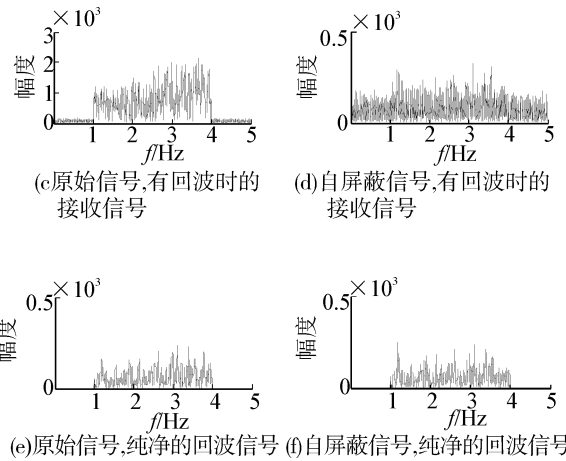 ×10³
×10³
幅度
3
2
1
0
1 2 3 4 5
f/Hz
幅度
0.5
0
1 2 3 4 5
f/Hz
(c原始信号,有回波时的
接收信号
(d)自屏蔽信号,有回波时的
接收信号
×10³
×10³
幅度
0.5
0
1 2 3 4 5
f/Hz
幅度
0.5
0
1 2 3 4 5
f/Hz
(e)原始信号,纯净的回波信号
(f)自屏蔽信号,纯净的回波信号